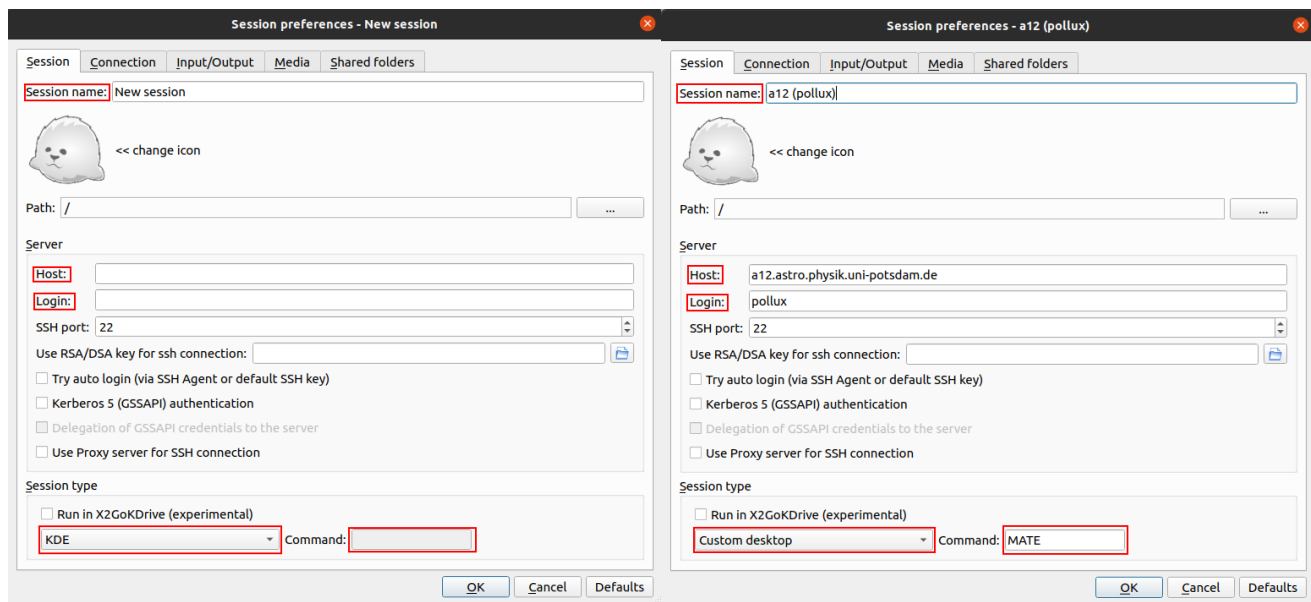 Session preferences - New session
Session Connection Input/Output Media Shared folders
Session name: New session
<< change icon
Path: / ...
Server
Host:
Login:
SSH port: 22
Use RSA/DSA key for ssh connection:
Try auto login (via SSH Agent or default SSH key)
Kerberos 5 (GSSAPI) authentication
Delegation of GSSAPI credentials to the server
Use Proxy server for SSH connection
Session type
Run in X2GoKDrive (experimental)
KDE Command:
OK Cancel Defaults
Session preferences - a12 (pollux)
Session Connection Input/Output Media Shared folders
Session name: a12 (pollux)
<< change icon
Path: / ...
Server
Host: a12.astro.physik.uni-potsdam.de
Login: pollux
SSH port: 22
Use RSA/DSA key for ssh connection:
Try auto login (via SSH Agent or default SSH key)
Kerberos 5 (GSSAPI) authentication
Delegation of GSSAPI credentials to the server
Use Proxy server for SSH connection
Session type
Run in X2GoKDrive (experimental)
Custom desktop Command: MATE
OK Cancel Defaults